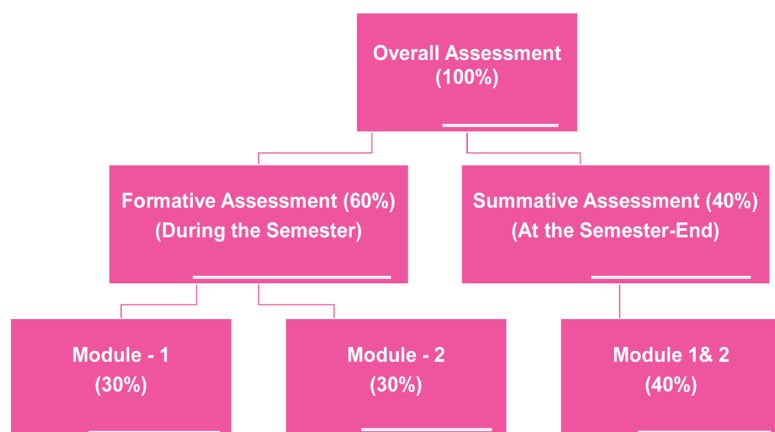 Overall Assessment
(100%)
Formative Assessment (60%)
(During the Semester)
Summative Assessment (40%)
(At the Semester-End)
Module - 1
(30%)
Module - 2
(30%)
Module 1& 2
(40%)